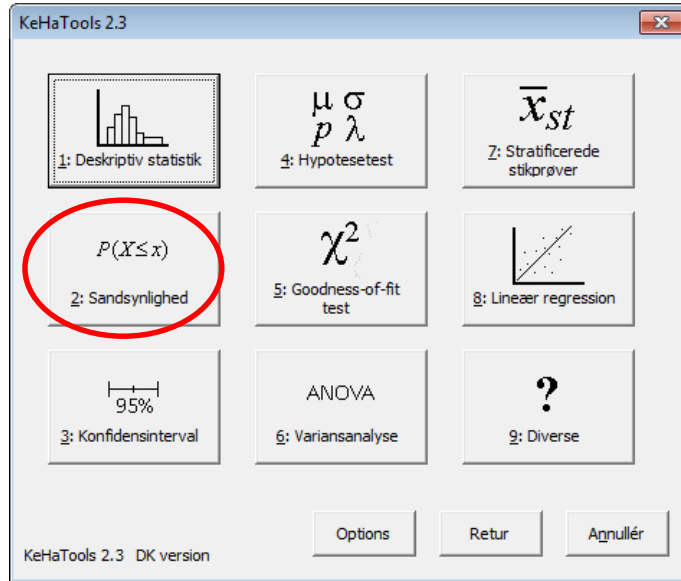 KeHaTools 2.3
1: Deskriptiv statistik
μ σ
p λ
4: Hypotesetest
x̅st
7: Stratificerede
stikprøver
P(X≤x)
2: Sandsynlighed
χ²
5: Goodness-of-fit
test
8: Lineær regression
95%
3: Konfidensinterval
ANOVA
6: Variansanalyse
?
9: Diverse
Options
Retur
Annullér
KeHaTools 2.3 DK version